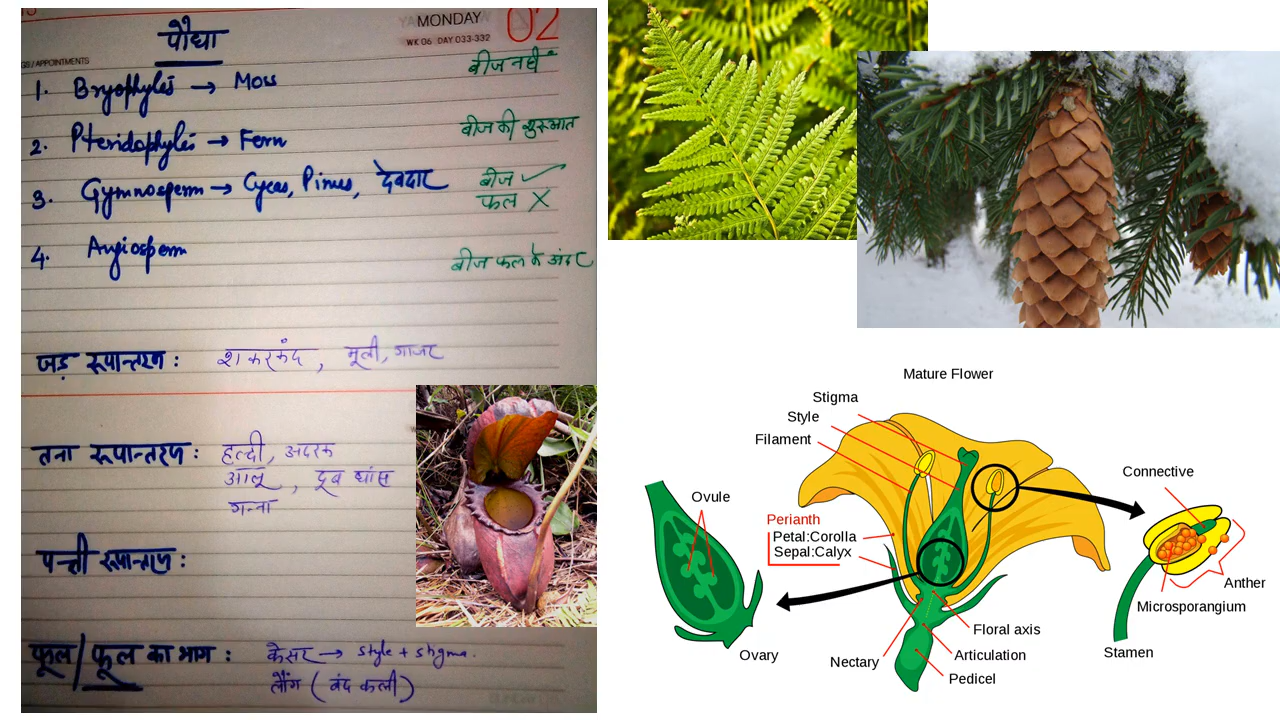 MONDAY
02
WK 06 DAY 033-332
/ APPOINTMENTS
पौधा
1. Bryophytes → Moss
बीज नहीं
2. Pteridophytes → Fern
बीज की शुरुआत
3. Gymnosperm → Cycas, Pinus, देवदार
बीज ✓
फल X
4. Angiosperm
बीज फल के अंदर
जड़ रूपान्तरण : शकरकंद, मूली, गाजर
तना रूपान्तरण : हल्दी, अदरक
आलू, दूब घांस
गन्ना
पत्ती रूपान्तरण :
फूल/फूल का भाग : केसर → style + stigma.
लौंग (बंद कली)
Mature Flower
Stigma
Style
Filament
Connective
Ovule
Perianth
Petal:Corolla
Sepal:Calyx
Anther
Microsporangium
Floral axis
Stamen
Ovary
Nectary
Articulation
Pedicel